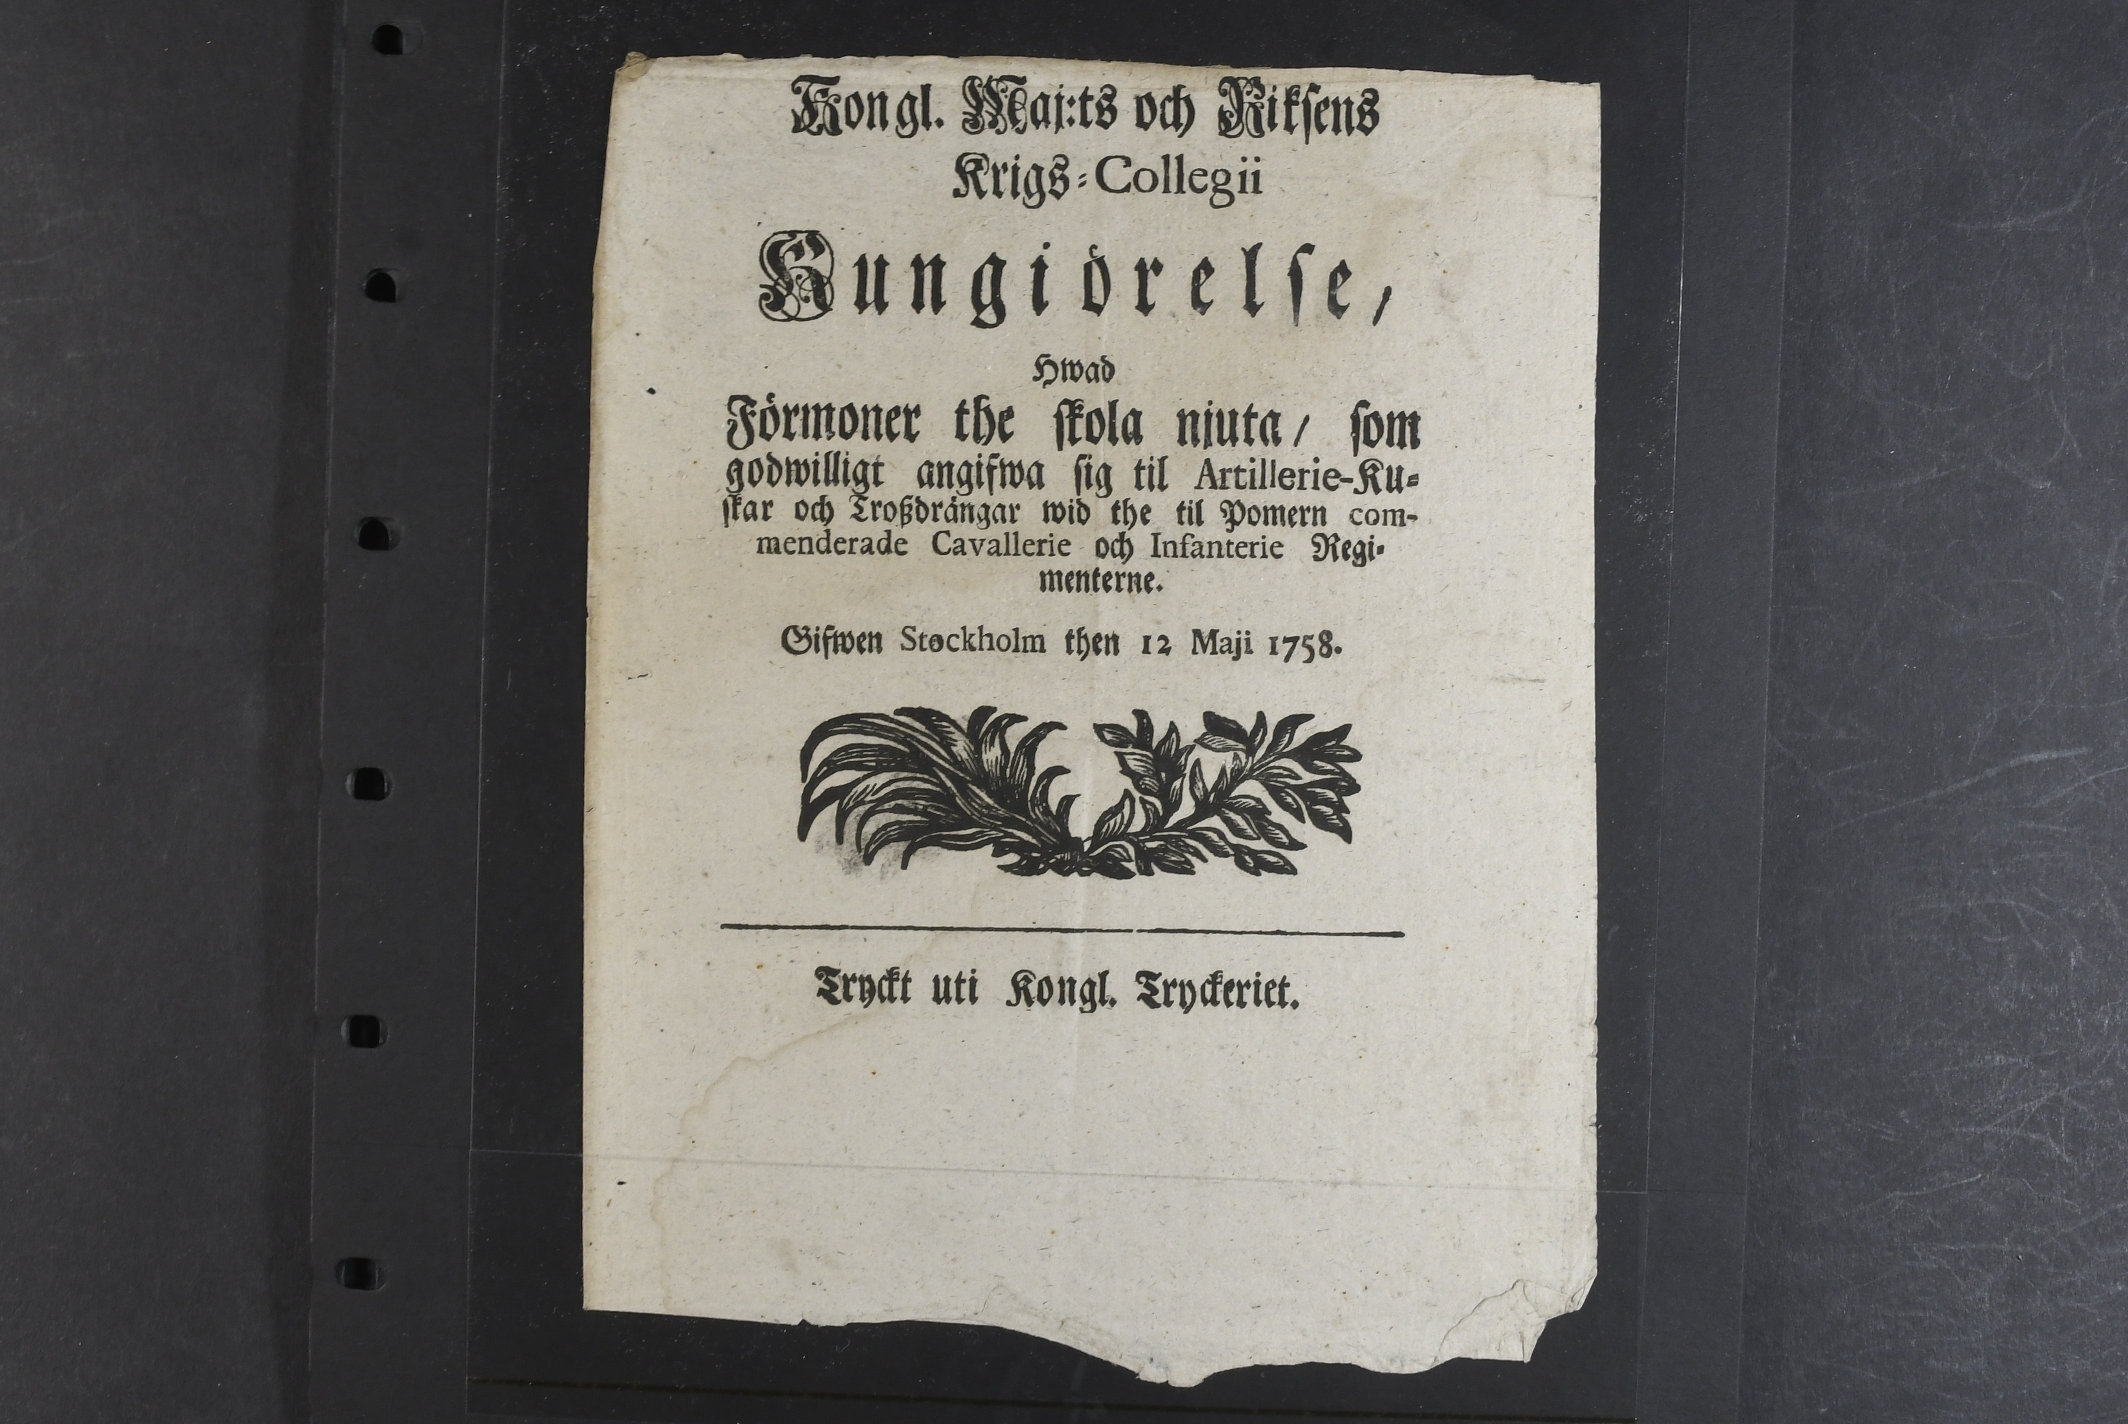 Kongl. Maj:ts och Riksens
Krigs-Collegii
Kungiörelse,
Hwad
Förmoner the skola njuta/ som
godwilligt angifwa sig til Artillerie-Ku-
skar och Troßdrängar wid the til Pomern com-
menderade Cavallerie och Infanterie Regi-
menterne.
Gifwen Stockholm then 12 Maji 1758.
Tryckt uti Kongl. Tryckeriet.